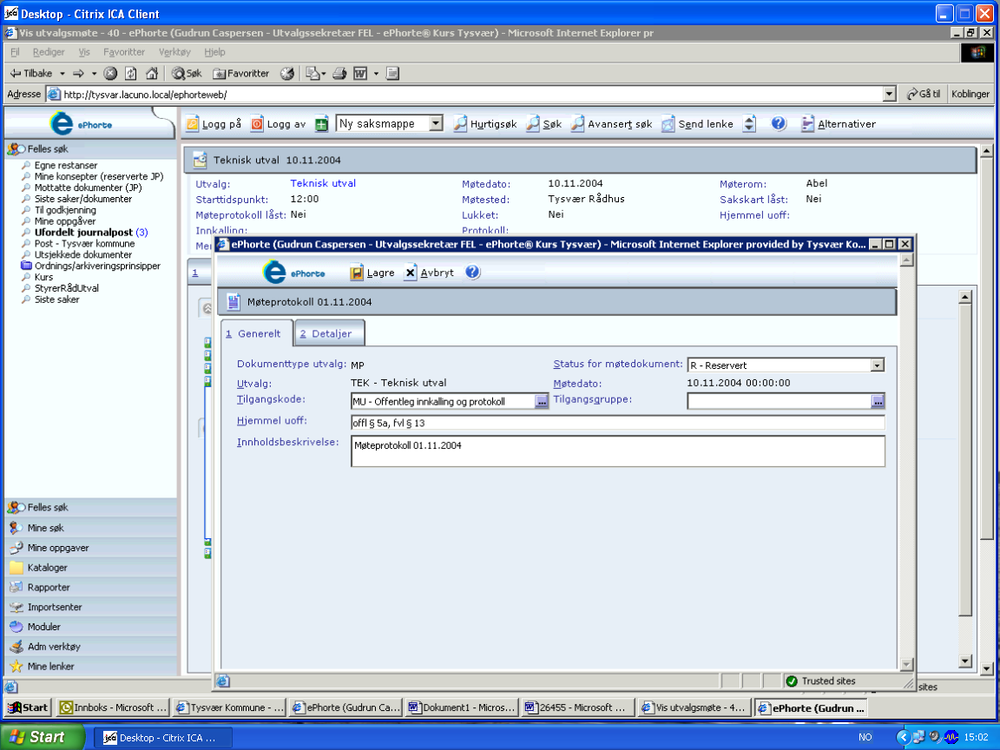 Desktop - Citrix ICA Client
Vis utvalgsmøte - 40 - ePhorte (Gudrun Caspersen - Utvalgssekretær FEL - ePhorte® Kurs Tysvær) - Microsoft Internet Explorer pr
Fil Rediger Vis Favoritter Verktøy Hjelp
Tilbake Søk Favoritter
Adresse http://tysvar.lacuno.local/ephorteweb/ Gå til Koblinger
ePhorte Logg på Logg av Ny saksmappe Hurtigsøk Søk Avansert søk Send lenke Alternativer
Felles søk
Egne restanser
Mine konsepter (reserverte JP)
Mottatte dokumenter (JP)
Siste saker/dokumenter
Til godkjenning
Mine oppgåver
Ufordelt journalpost (3)
Post - Tysvær kommune
Utsjekkede dokumenter
Ordnings/arkiveringsprinsipper
Kurs
StyrerRådUtval
Siste saker
Felles søk
Mine søk
Mine oppgaver
Kataloger
Rapporter
Importsenter
Moduler
Adm verktøy
Mine lenker
Teknisk utval 10.11.2004
Utvalg: Teknisk utval Møtedato: 10.11.2004 Møterom: Abel
Starttidspunkt: 12:00 Møtested: Tysvær Rådhus Sakskart låst: Nei
Møteprotokoll låst: Nei Lukket: Nei Hjemmel uoff:
Innkalling: Protokoll:
1
ePhorte (Gudrun Caspersen - Utvalgssekretær FEL - ePhorte® Kurs Tysvær) - Microsoft Internet Explorer provided by Tysvær Ko...
ePhorte Lagre Avbryt
Møteprotokoll 01.11.2004
1 Generelt 2 Detaljer
Dokumenttype utvalg: MP Status for møtedokument: R - Reservert
Utvalg: TEK - Teknisk utval Møtedato: 10.11.2004 00:00:00
Tilgangskode: MU - Offentleg innkalling og protokoll ... Tilgangsgruppe: ...
Hjemmel uoff: offl § 5a, fvl § 13
Innholdsbeskrivelse: Møteprotokoll 01.11.2004
Trusted sites
sites
Start Innboks - Microsoft ... Tysvær Kommune - ... ePhorte (Gudrun Ca... Dokument1 - Micros... 26455 - Microsoft ... Vis utvalgsmøte - 4... ePhorte (Gudrun ...
Start Desktop - Citrix ICA ... NO 15:02